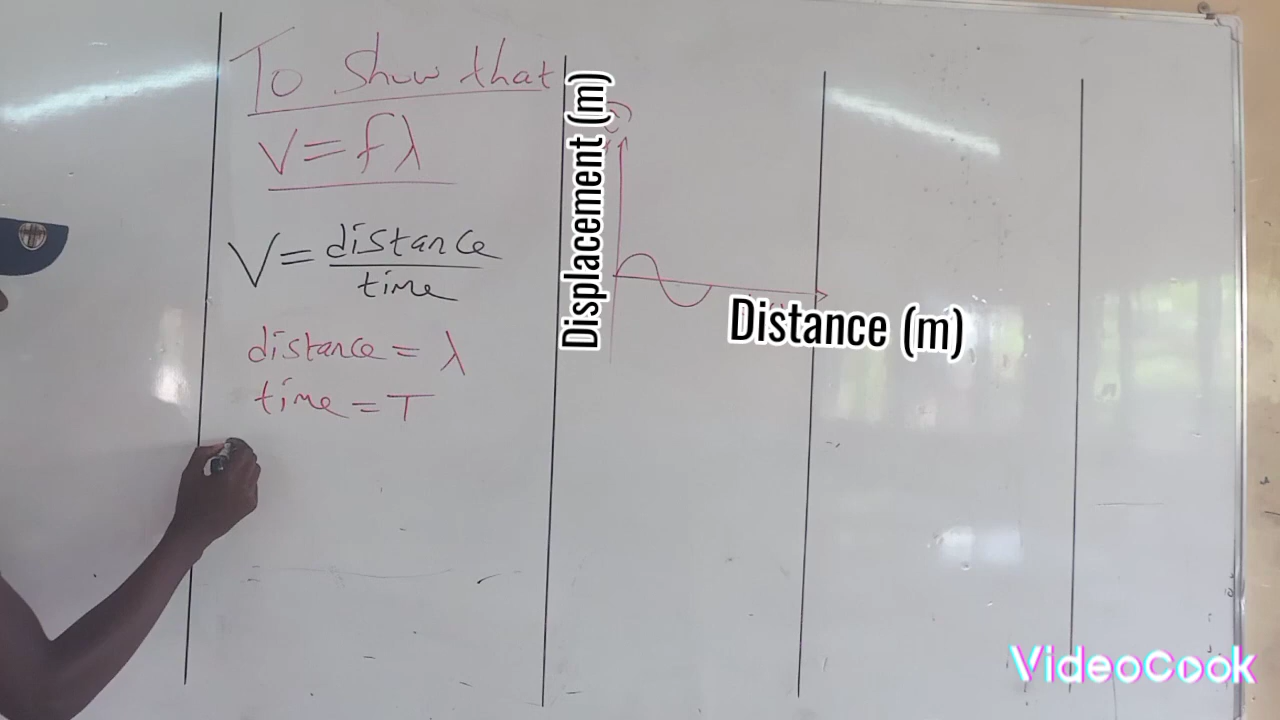 To Show that
V = fλ
V = distance/time
distance = λ
time = T
Displacement (m)
Distance (m)
VideoCook